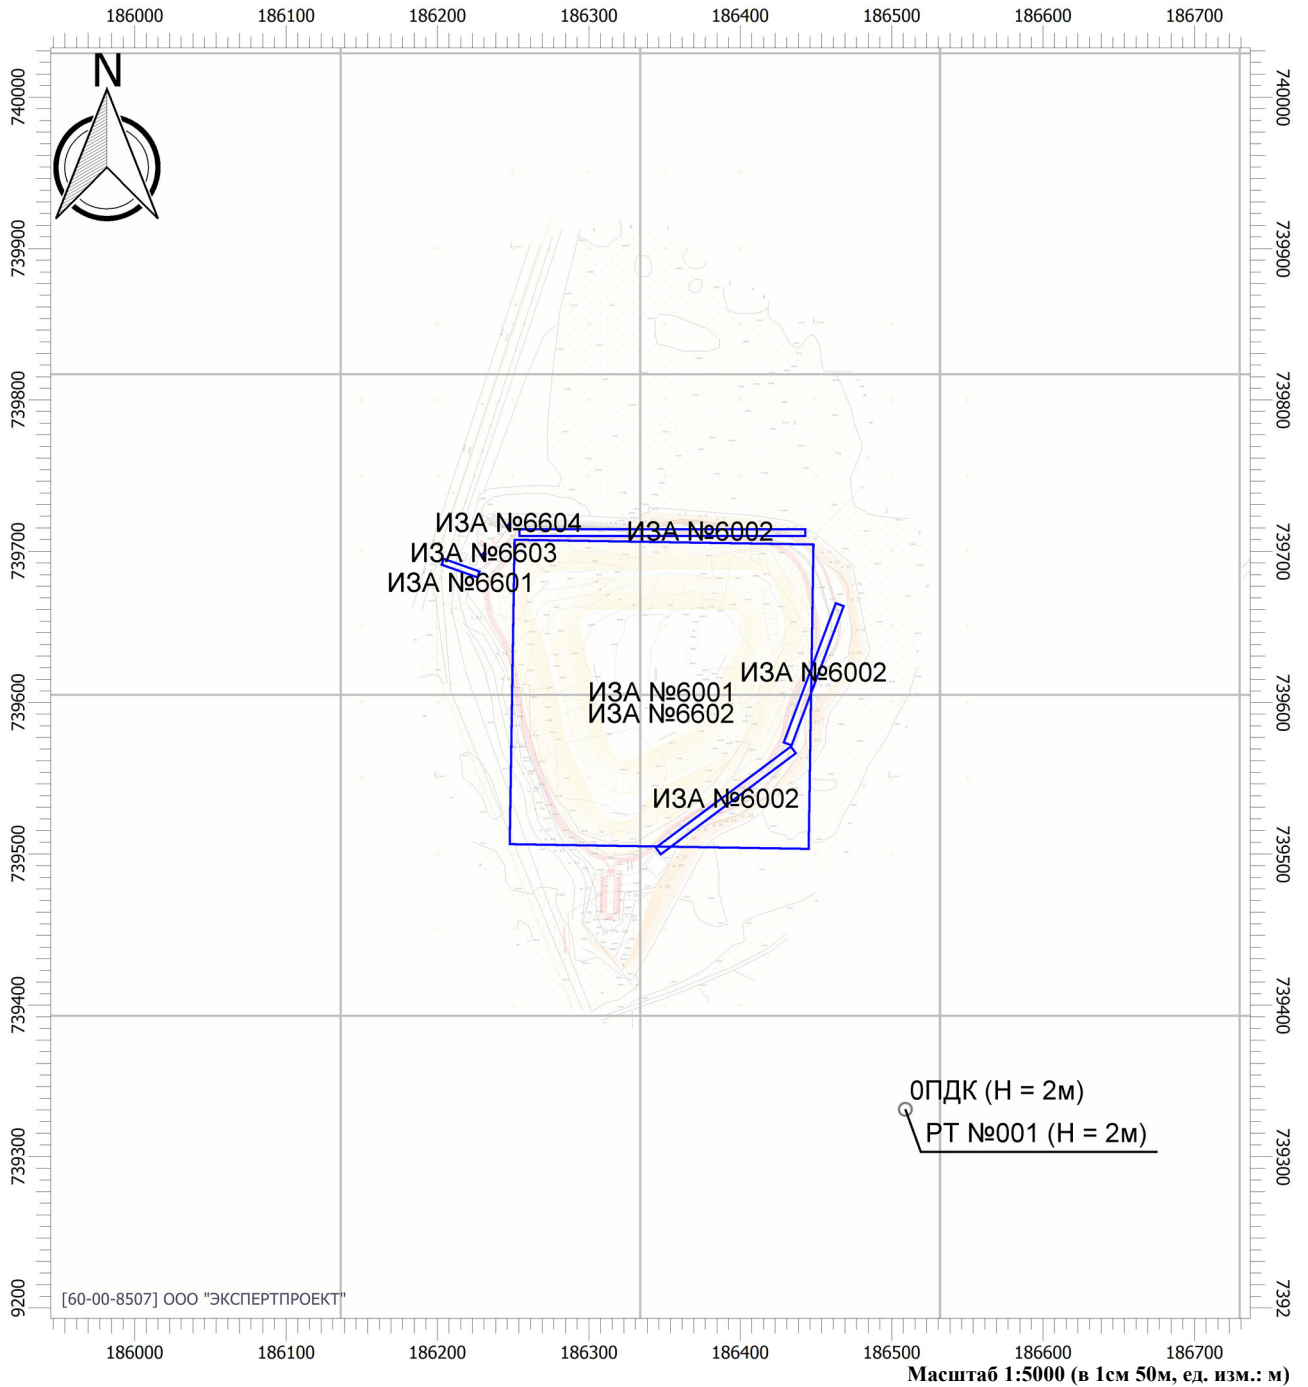 186000 186100 186200 186300 186400 186500 186600 186700
N
740000 740000
739900 739900
739800 739800
739700 739700
739600 739600
739500 739500
739400 739400
739300 739300
9200 7392
ИЗА №6604
ИЗА №6002
ИЗА №6603
ИЗА №6601
ИЗА №6002
ИЗА №6001
ИЗА №6602
ИЗА №6002
0ПДК (Н = 2м)
РТ №001 (Н = 2м)
[60-00-8507] ООО "ЭКСПЕРТПРОЕКТ"
186000 186100 186200 186300 186400 186500 186600 186700
Масштаб 1:5000 (в 1см 50м, ед. изм.: м)